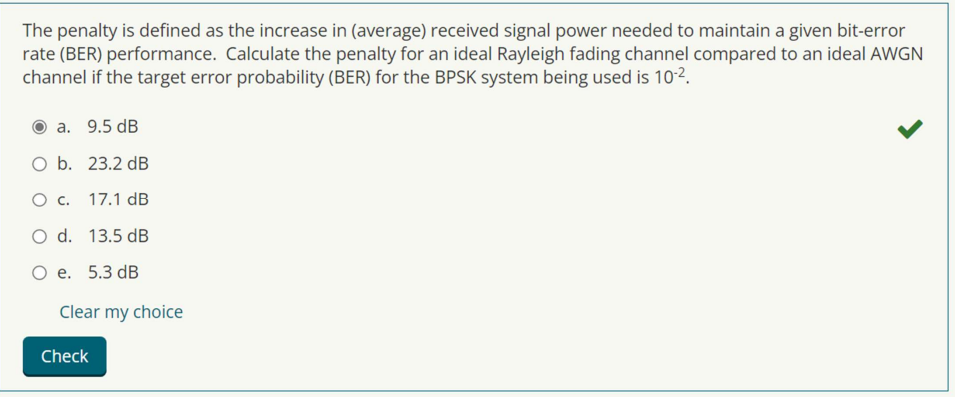 The penalty is defined as the increase in (average) received signal power needed to maintain a given bit-error
rate (BER) performance.  Calculate the penalty for an ideal Rayleigh fading channel compared to an ideal AWGN
channel if the target error probability (BER) for the BPSK system being used is 10⁻².
a. 9.5 dB
b. 23.2 dB
c. 17.1 dB
d. 13.5 dB
e. 5.3 dB
Clear my choice
Check